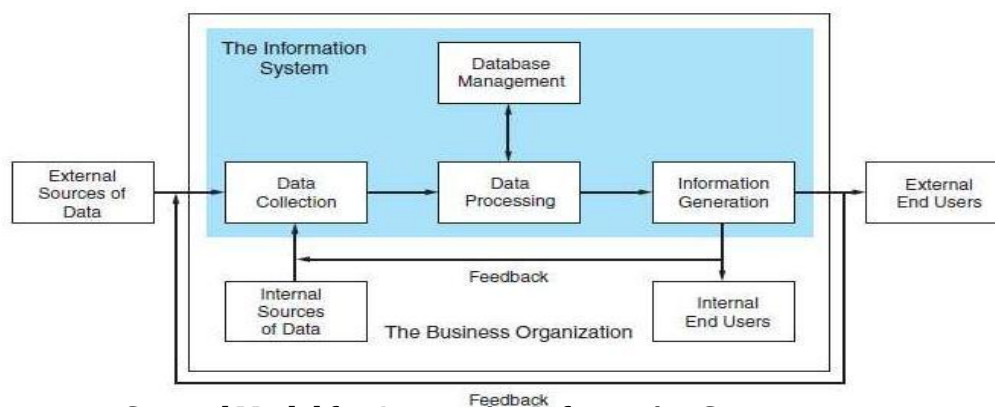 The Information
System
Database
Management
External
Sources of
Data
Data
Collection
Data
Processing
Information
Generation
External
End Users
Feedback
Internal
Sources
of Data
Internal
End Users
The Business Organization
Feedback